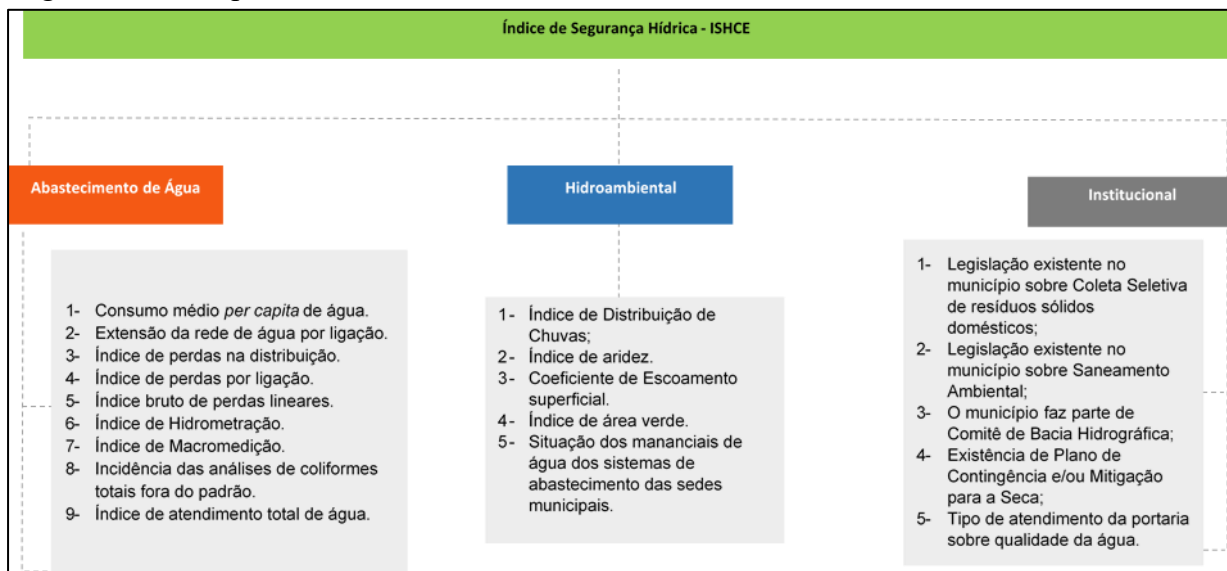 Índice de Segurança Hídrica - ISHCE
Abastecimento de Água
1- Consumo médio per capita de água.
2- Extensão da rede de água por ligação.
3- Índice de perdas na distribuição.
4- Índice de perdas por ligação.
5- Índice bruto de perdas lineares.
6- Índice de Hidrometração.
7- Índice de Macromedição.
8- Incidência das análises de coliformes
totais fora do padrão.
9- Índice de atendimento total de água.
Hidroambiental
1- Índice de Distribuição de
Chuvas;
2- Índice de aridez.
3- Coeficiente de Escoamento
superficial.
4- Índice de área verde.
5- Situação dos mananciais de
água dos sistemas de
abastecimento das sedes
municipais.
Institucional
1- Legislação existente no
município sobre Coleta Seletiva
de resíduos sólidos
domésticos;
2- Legislação existente no
município sobre Saneamento
Ambiental;
3- O município faz parte de
Comitê de Bacia Hidrográfica;
4- Existência de Plano de
Contingência e/ou Mitigação
para a Seca;
5- Tipo de atendimento da portaria
sobre qualidade da água.